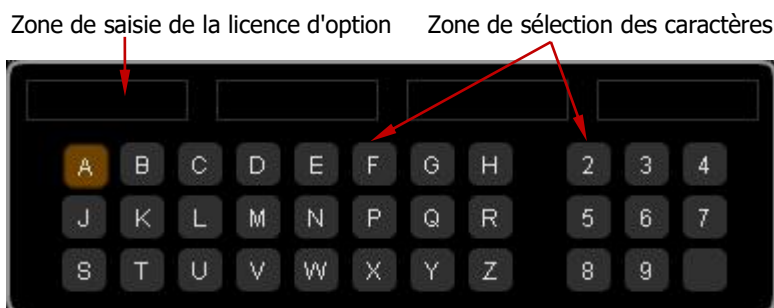 Zone de saisie de la licence d'option Zone de sélection des caractères
A B C D E F G H 2 3 4
J K L M N P Q R 5 6 7
S T U V W X Y Z 8 9